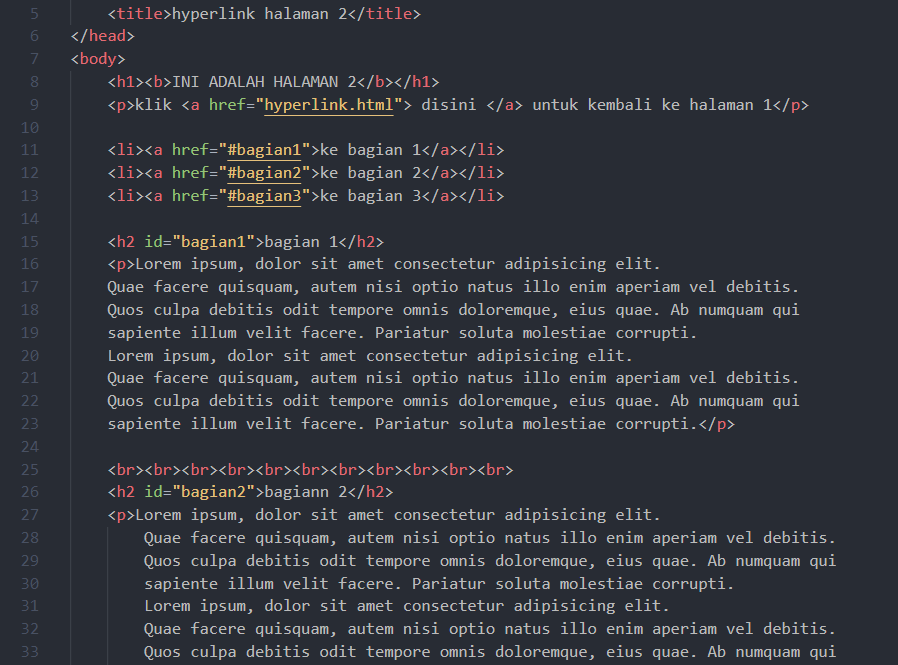 5 <title>hyperlink halaman 2</title>
6 </head>
7 <body>
8 <h1><b>INI ADALAH HALAMAN 2</b></h1>
9 <p>klik <a href="hyperlink.html"> disini </a> untuk kembali ke halaman 1</p>
10
11 <li><a href="#bagian1">ke bagian 1</a></li>
12 <li><a href="#bagian2">ke bagian 2</a></li>
13 <li><a href="#bagian3">ke bagian 3</a></li>
14
15 <h2 id="bagian1">bagian 1</h2>
16 <p>Lorem ipsum, dolor sit amet consectetur adipisicing elit.
17 Quae facere quisquam, autem nisi optio natus illo enim aperiam vel debitis.
18 Quos culpa debitis odit tempore omnis doloremque, eius quae. Ab numquam qui
19 sapiente illum velit facere. Pariatur soluta molestiae corrupti.
20 Lorem ipsum, dolor sit amet consectetur adipisicing elit.
21 Quae facere quisquam, autem nisi optio natus illo enim aperiam vel debitis.
22 Quos culpa debitis odit tempore omnis doloremque, eius quae. Ab numquam qui
23 sapiente illum velit facere. Pariatur soluta molestiae corrupti.</p>
24
25 <br><br><br><br><br><br><br><br><br><br><br>
26 <h2 id="bagian2">bagiann 2</h2>
27 <p>Lorem ipsum, dolor sit amet consectetur adipisicing elit.
28 Quae facere quisquam, autem nisi optio natus illo enim aperiam vel debitis.
29 Quos culpa debitis odit tempore omnis doloremque, eius quae. Ab numquam qui
30 sapiente illum velit facere. Pariatur soluta molestiae corrupti.
31 Lorem ipsum, dolor sit amet consectetur adipisicing elit.
32 Quae facere quisquam, autem nisi optio natus illo enim aperiam vel debitis.
33 Quos culpa debitis odit tempore omnis doloremque, eius quae. Ab numquam qui